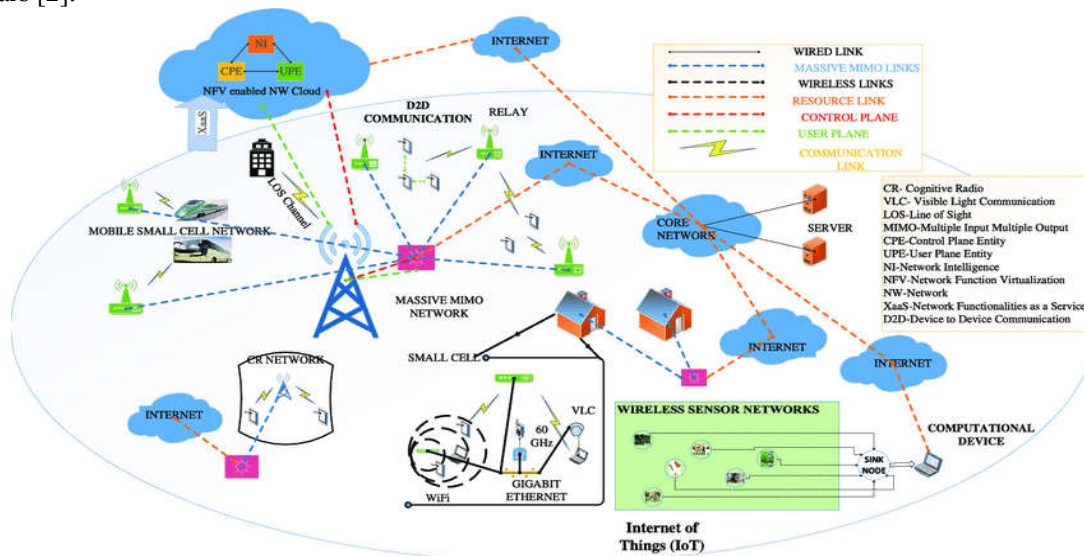 ars [2].
INTERNET
NI
CPE
UPE
NFV enabled NW Cloud
XaaS
D2D
COMMUNICATION
RELAY
WIRED LINK
MASSIVE MIMO LINKS
WIRELESS LINKS
RESOURCE LINK
CONTROL PLANE
USER PLANE
COMMUNICATION
LINK
INTERNET
LOS Channel
CR- Cognitive Radio
VLC- Visible Light Communication
LOS-Line of Sight
MIMO-Multiple Input Multiple Output
CPE-Control Plane Entity
UPE-User Plane Entity
NI-Network Intelligence
NFV-Network Function Virtualization
NW-Network
XaaS-Network Functionalities as a Service
D2D-Device to Device Communication
CORE
NETWORK
SERVER
MOBILE SMALL CELL NETWORK
MASSIVE MIMO
NETWORK
SMALL CELL
INTERNET
INTERNET
CR NETWORK
INTERNET
VLC
60
GHz
WiFi
GIGABIT
ETHERNET
WIRELESS SENSOR NETWORKS
SINK
NODE
COMPUTATIONAL
DEVICE
Internet of
Things (IoT)